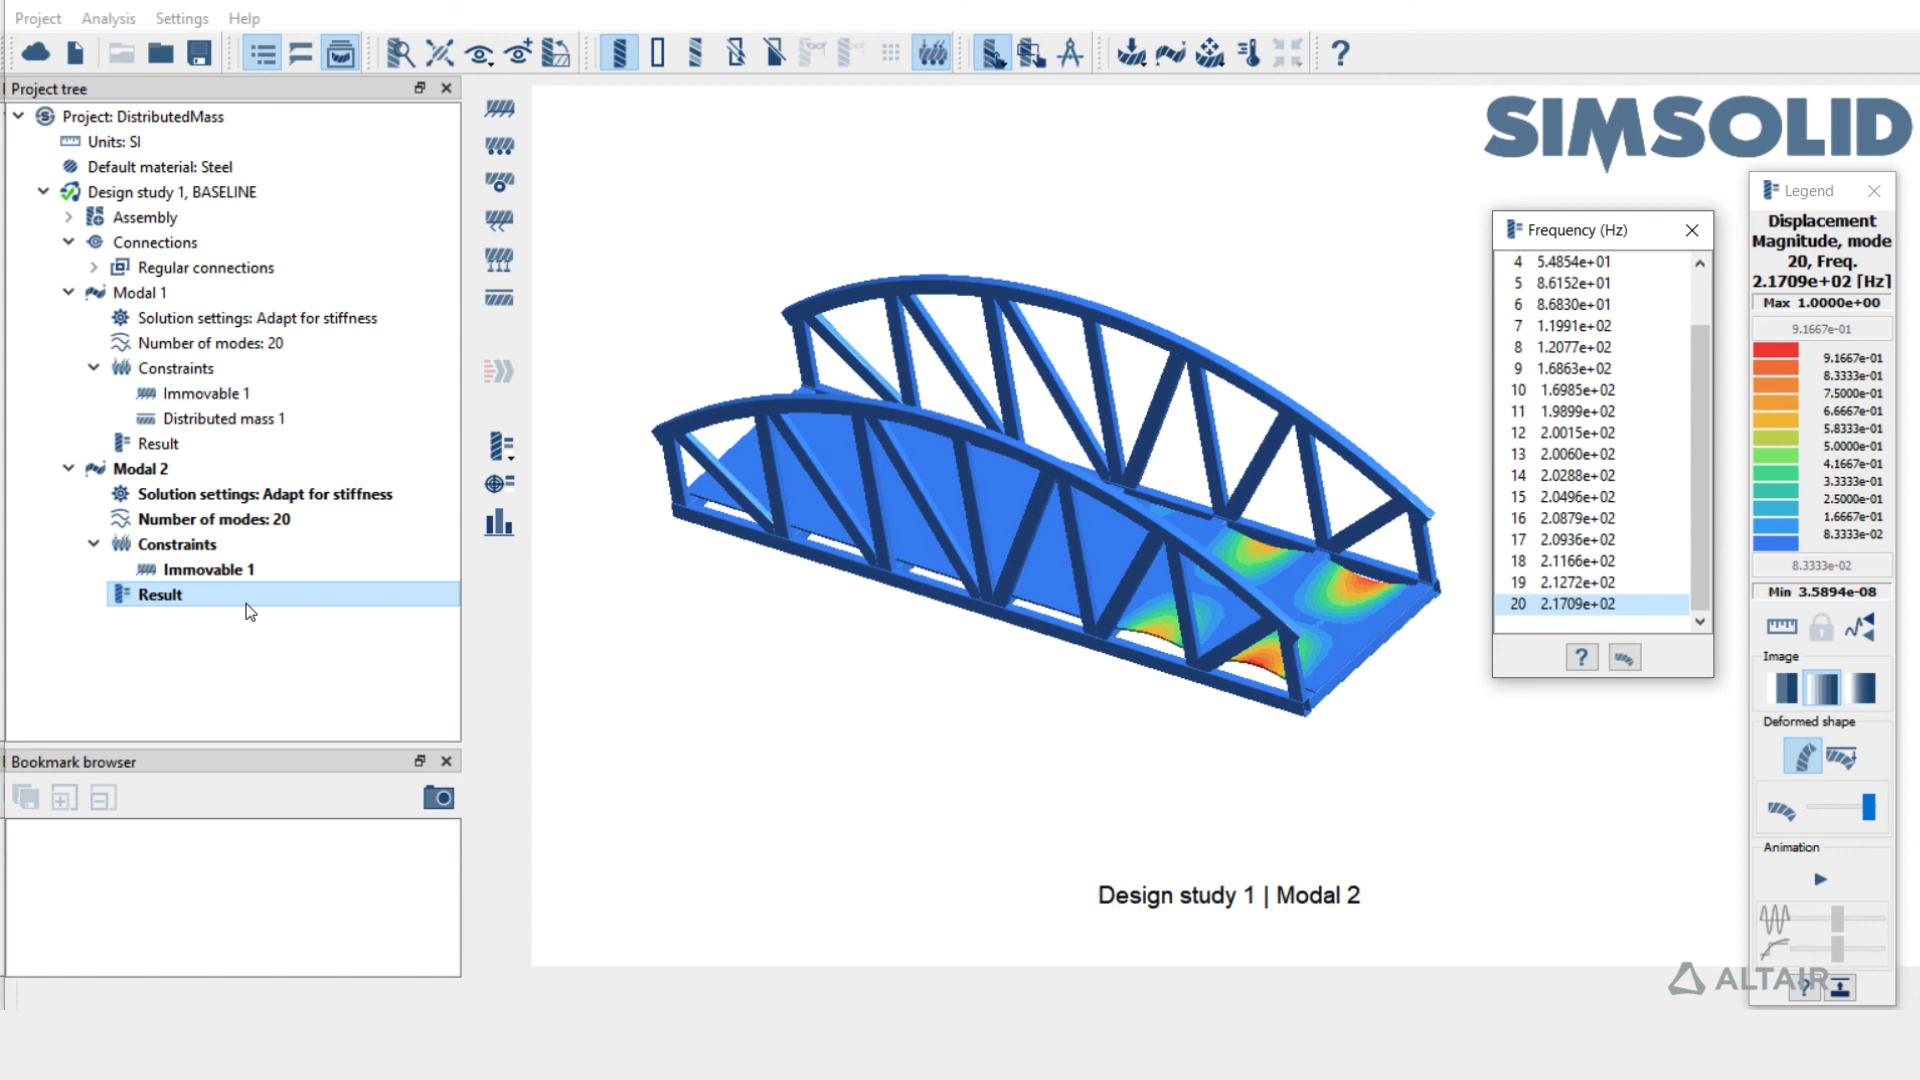 Project Analysis Settings Help
Project tree
Project: DistributedMass
Units: SI
Default material: Steel
Design study 1, BASELINE
Assembly
Connections
Regular connections
Modal 1
Solution settings: Adapt for stiffness
Number of modes: 20
Constraints
Immovable 1
Distributed mass 1
Result
Modal 2
Solution settings: Adapt for stiffness
Number of modes: 20
Constraints
Immovable 1
Result
Bookmark browser
Design study 1 | Modal 2
SIMSOLID
Frequency (Hz)
4 5.4854e+01
5 8.6152e+01
6 8.6830e+01
7 1.1991e+02
8 1.2077e+02
9 1.6863e+02
10 1.6985e+02
11 1.9899e+02
12 2.0015e+02
13 2.0060e+02
14 2.0288e+02
15 2.0496e+02
16 2.0879e+02
17 2.0936e+02
18 2.1166e+02
19 2.1272e+02
20 2.1709e+02
?
Legend
Displacement
Magnitude, mode
20, Freq.
2.1709e+02 [Hz]
Max 1.0000e+00
9.1667e-01
9.1667e-01
8.3333e-01
7.5000e-01
6.6667e-01
5.8333e-01
5.0000e-01
4.1667e-01
3.3333e-01
2.5000e-01
1.6667e-01
8.3333e-02
8.3333e-02
Min 3.5894e-08
Image
Deformed shape
Animation
ALTAIR
?